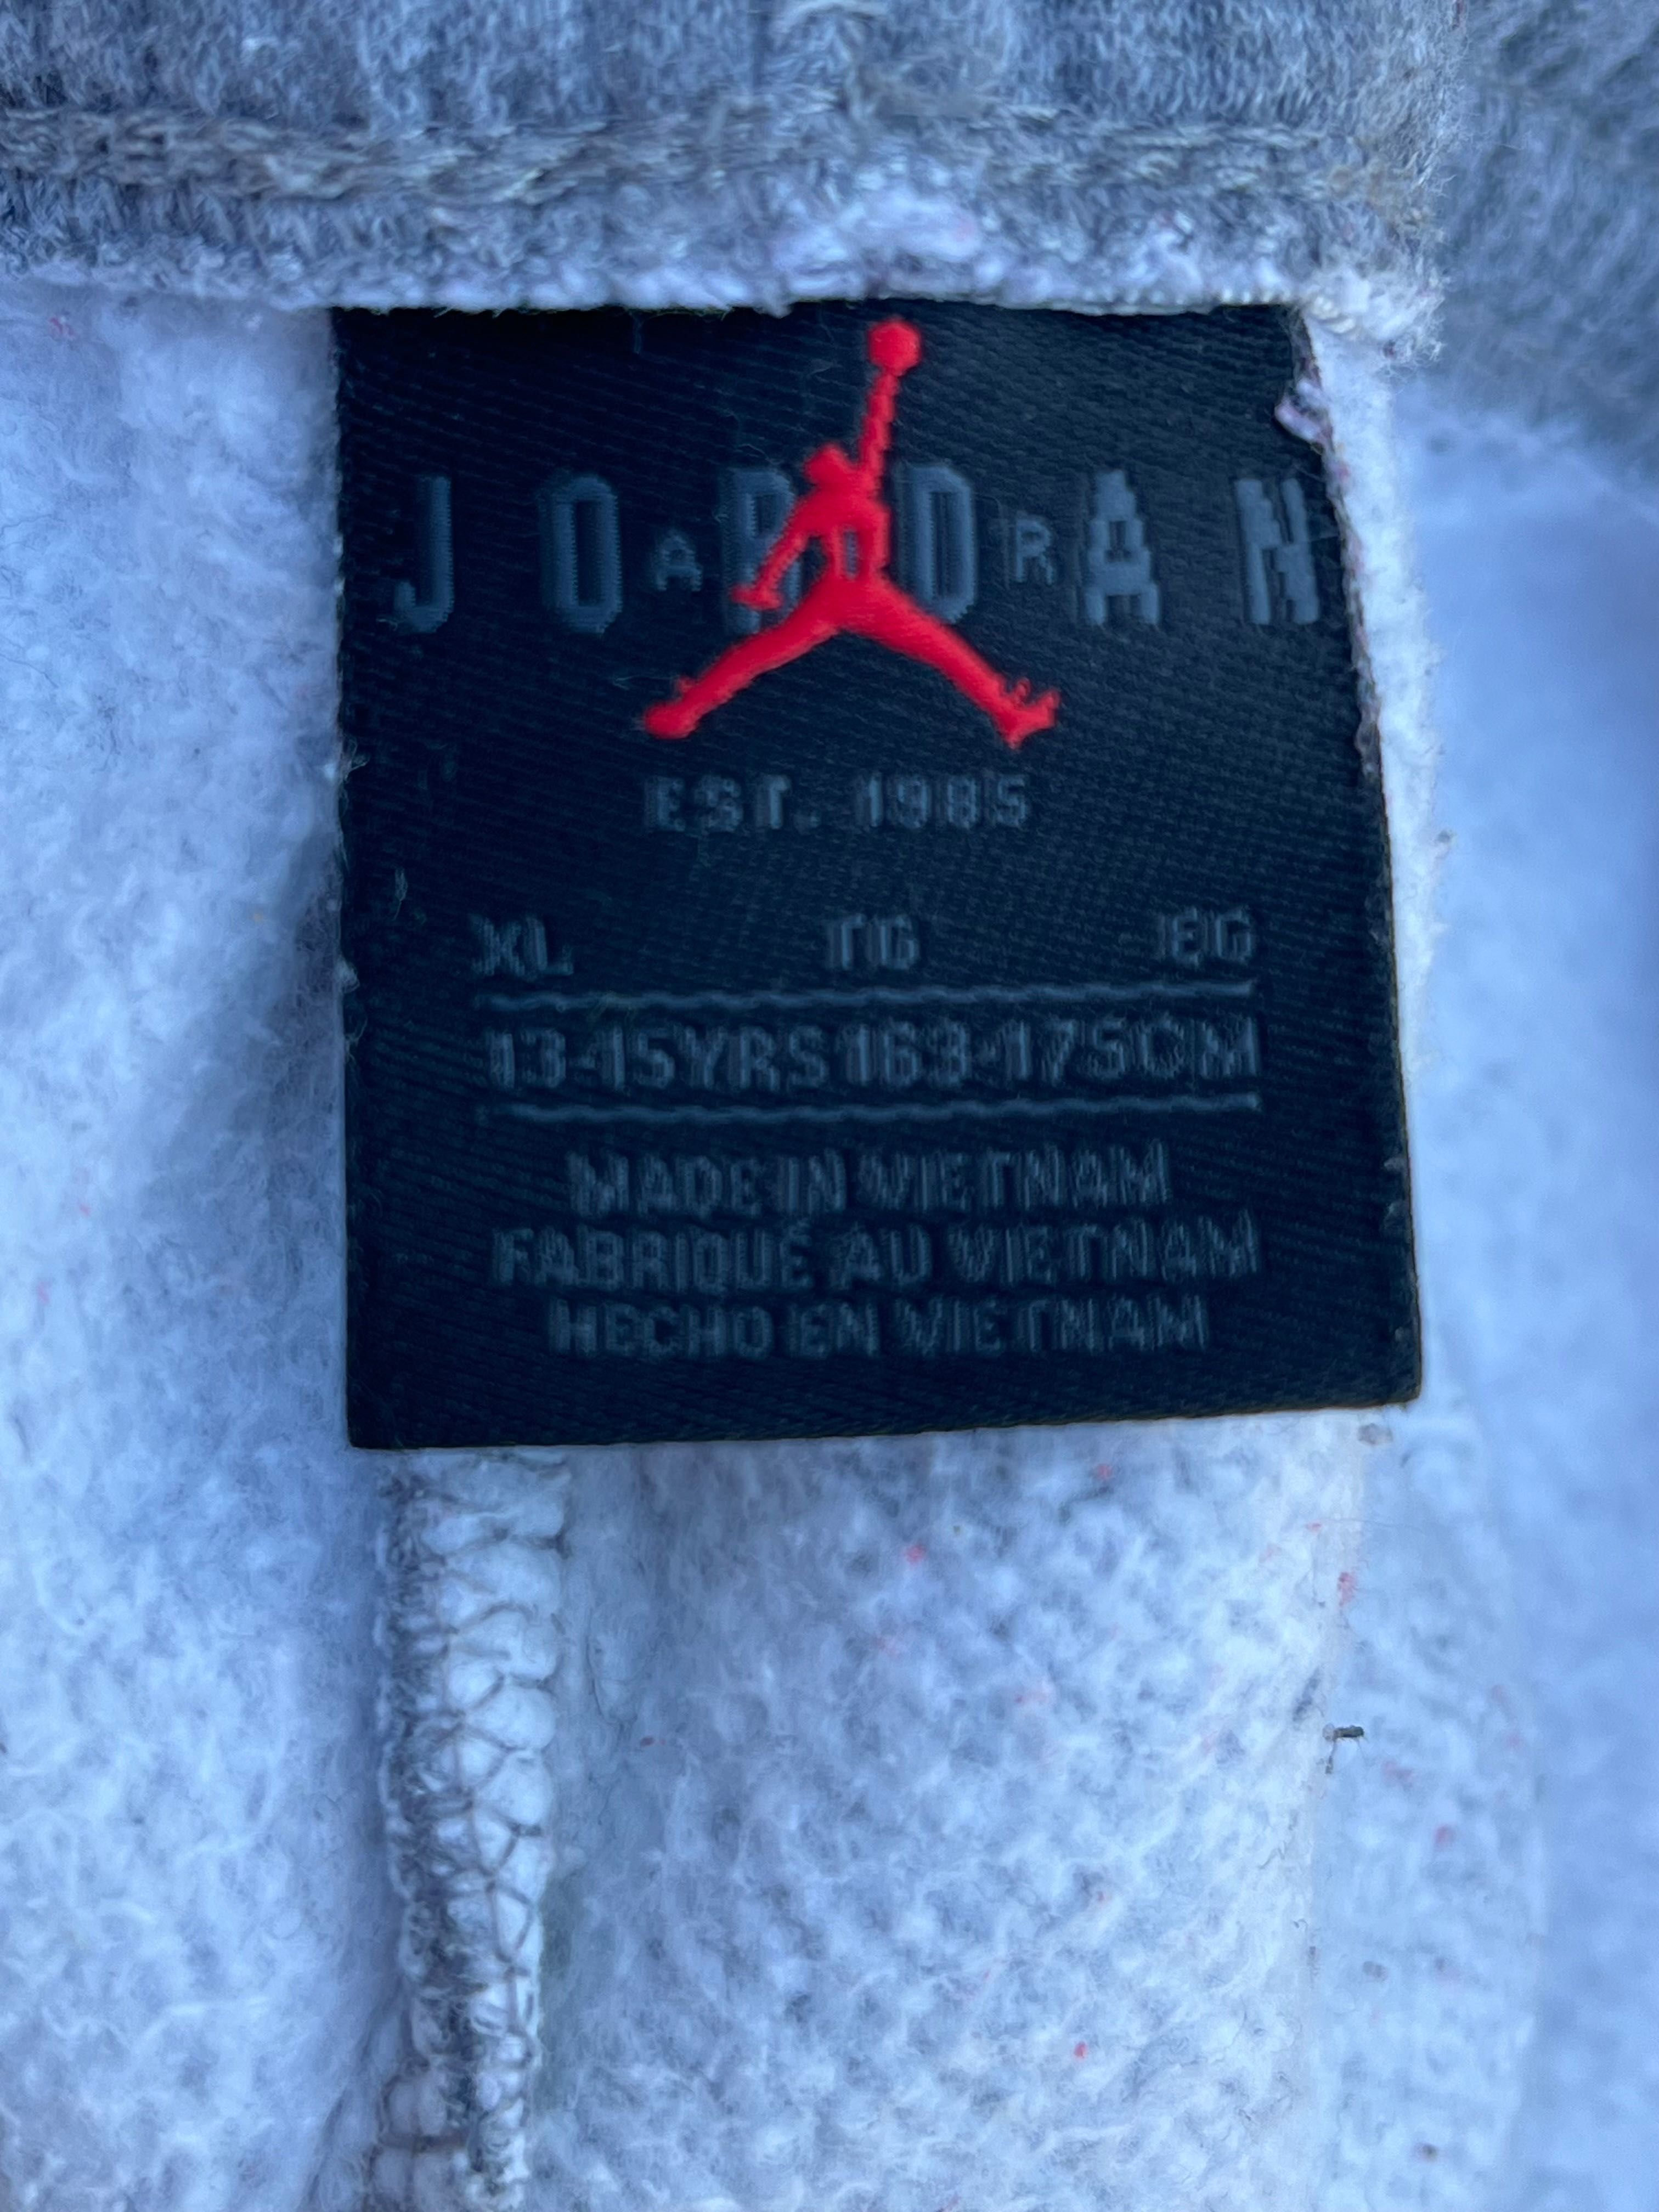 JORDAN
A R
EST. 1985
XL TG EG
13-15YRS 163-175CM
MADE IN VIETNAM
FABRIQUÉ AU VIETNAM
HECHO EN VIETNAM